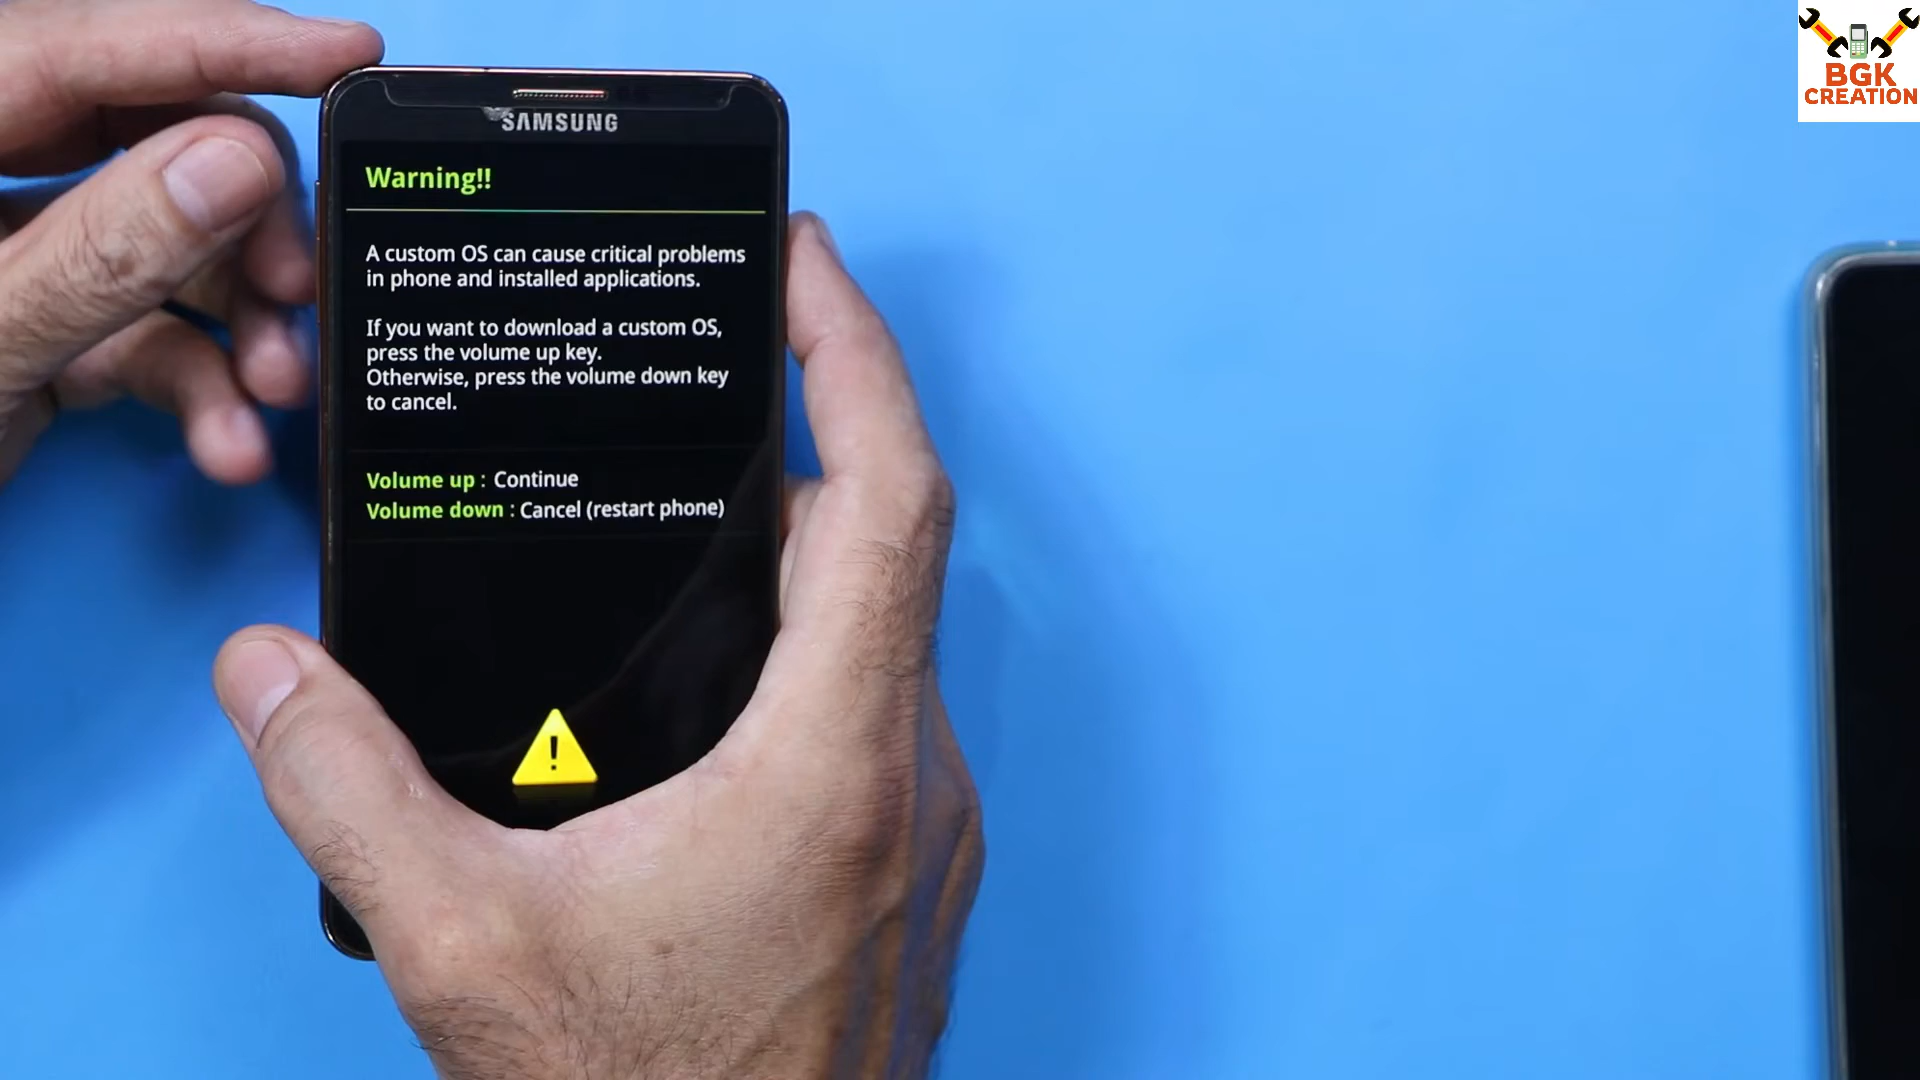 BGK
CREATION
SAMSUNG
Warning!!
A custom OS can cause critical problems
in phone and installed applications.
If you want to download a custom OS,
press the volume up key.
Otherwise, press the volume down key
to cancel.
Volume up : Continue
Volume down : Cancel (restart phone)
!